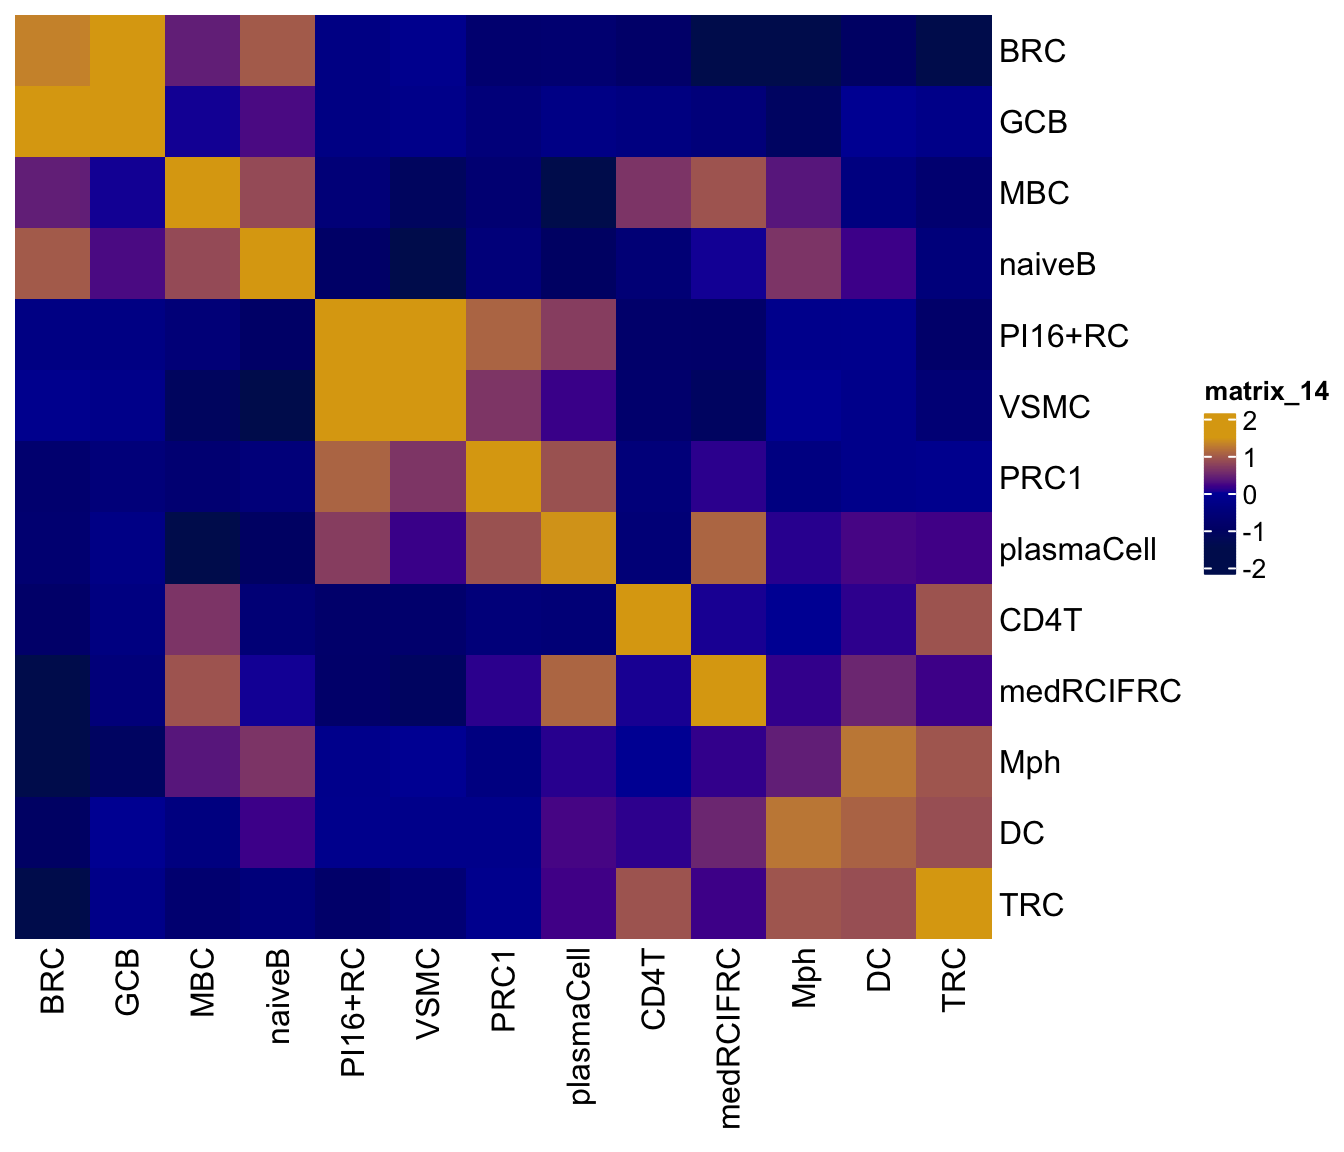 BRC
GCB
MBC
naiveB
PI16+RC
VSMC
PRC1
plasmaCell
CD4T
medRCIFRC
Mph
DC
TRC
matrix_14
2
1
0
-1
-2
BRC
GCB
MBC
naiveB
PI16+RC
VSMC
PRC1
plasmaCell
CD4T
medRCIFRC
Mph
DC
TRC